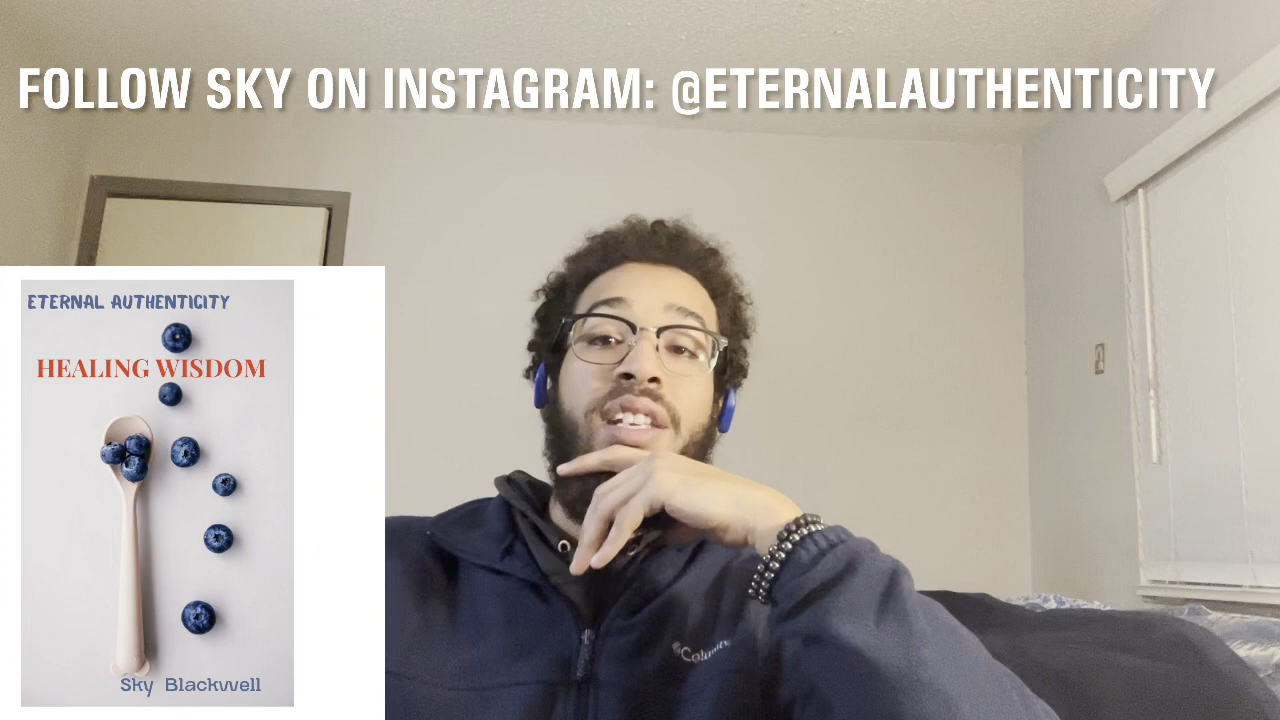 FOLLOW SKY ON INSTAGRAM: @ETERNALAUTHENTICITY
ETERNAL AUTHENTICITY
HEALING WISDOM
Sky Blackwell
Columbia